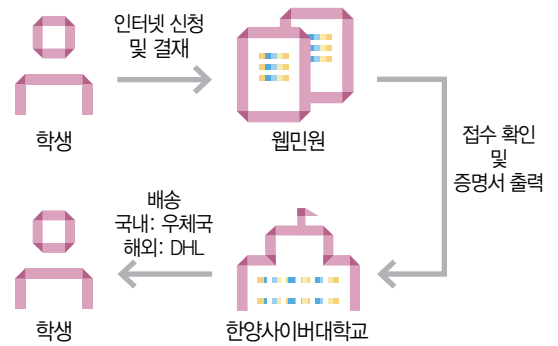 인터넷 신청
및 결재
학생
웹민원
접수 확인
및
증명서 출력
배송
국내: 우체국
해외: DHL
학생
한양사이버대학교